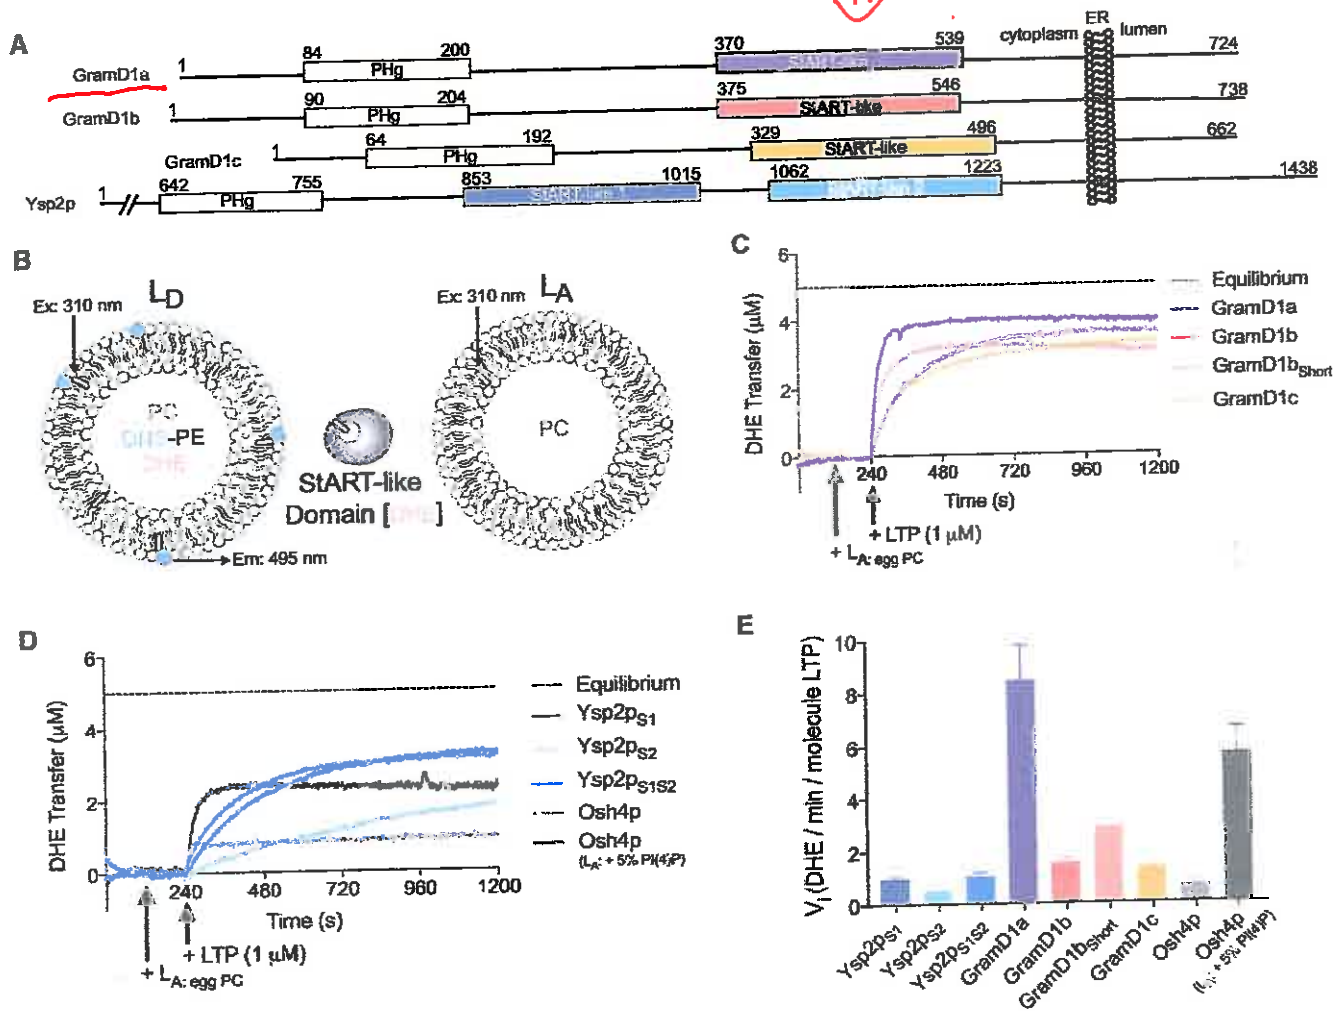 A
ER
cytoplasm
lumen
GramD1a
1
84
200
PHg
370
539
724
GramD1b
1
90
204
PHg
375
546
StART-like
738
GramD1c
1
64
192
PHg
329
496
StART-like
662
Ysp2p
1
642
755
PHg
853
1015
1062
1223
1438
B
Ex: 310 nm
LD
PC
DNS-PE
DHE
Em: 495 nm
StART-like
Domain [DHE]
Ex: 310 nm
LA
PC
C
DHE Transfer (µM)
6
4
2
0
240
480
720
960
1200
Time (s)
+ LTP (1 µM)
+ LA: egg PC
Equilibrium
GramD1a
GramD1b
GramD1bShort
GramD1c
D
DHE Transfer (µM)
6
4
2
0
240
480
720
960
1200
Time (s)
+ LTP (1 µM)
+ LA: egg PC
Equilibrium
Ysp2pS1
Ysp2pS2
Ysp2pS1S2
Osh4p
Osh4p
(LA: + 5% PI(4)P)
E
Vi (DHE / min / molecule LTP)
10
8
6
4
2
0
Ysp2pS1
Ysp2pS2
Ysp2pS1S2
GramD1a
GramD1b
GramD1bShort
GramD1c
Osh4p
Osh4p
(LA: + 5% PI(4)P)